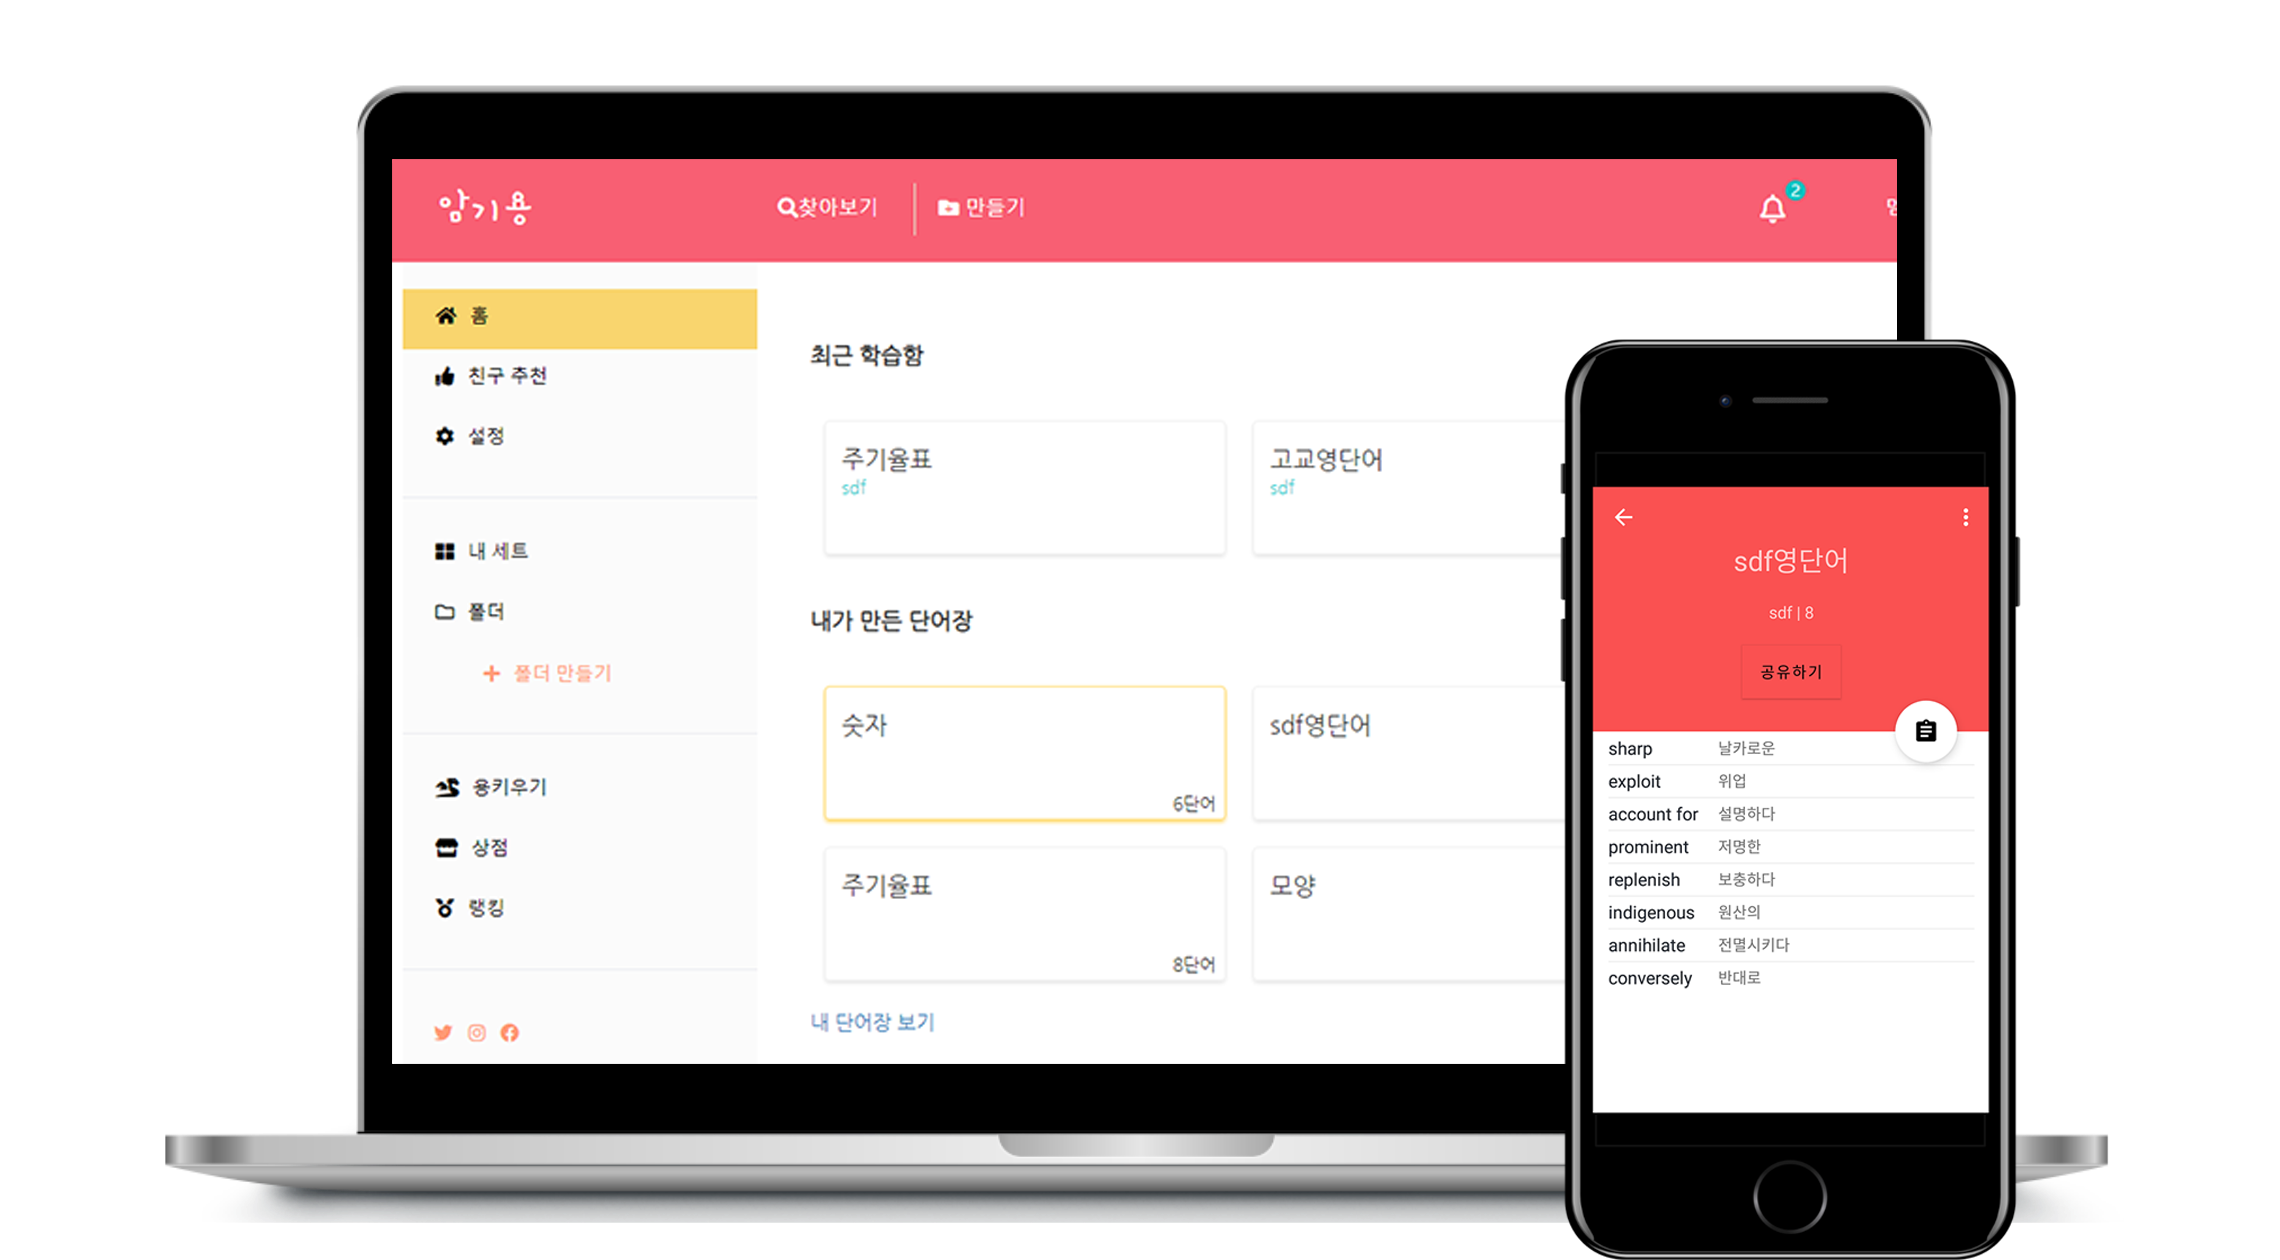 암기용
찾아보기
만들기
2
홈
친구 추천
설정
내 세트
폴더
+ 폴더 만들기
용키우기
상점
랭킹
최근 학습함
주기율표
sdf
고교영단어
sdf
내가 만든 단어장
숫자
6단어
sdf영단어
주기율표
8단어
모양
내 단어장 보기
sdf영단어
sdf | 8
공유하기
sharp 날카로운
exploit 위업
account for 설명하다
prominent 저명한
replenish 보충하다
indigenous 원산의
annihilate 전멸시키다
conversely 반대로